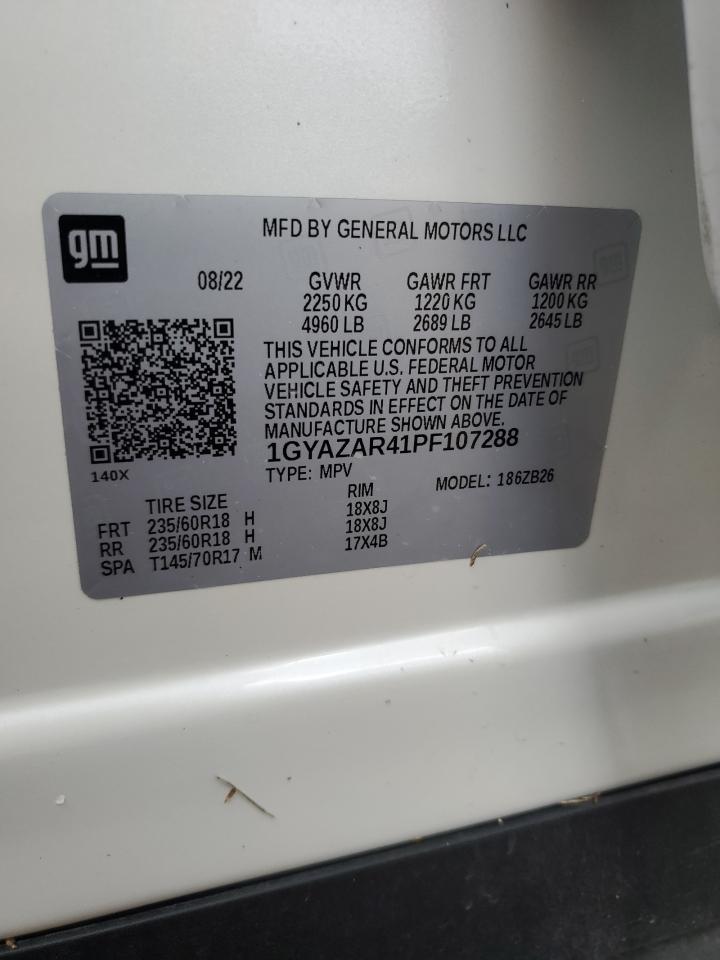 gm
MFD BY GENERAL MOTORS LLC
08/22 GVWR GAWR FRT GAWR RR
2250 KG 1220 KG 1200 KG
4960 LB 2689 LB 2645 LB
THIS VEHICLE CONFORMS TO ALL
APPLICABLE U.S. FEDERAL MOTOR
VEHICLE SAFETY AND THEFT PREVENTION
STANDARDS IN EFFECT ON THE DATE OF
MANUFACTURE SHOWN ABOVE.
1GYAZAR41PF107288
140X
TYPE: MPV MODEL: 186ZB26
TIRE SIZE RIM
FRT 235/60R18 H 18X8J
RR 235/60R18 H 18X8J
SPA T145/70R17 M 17X4B